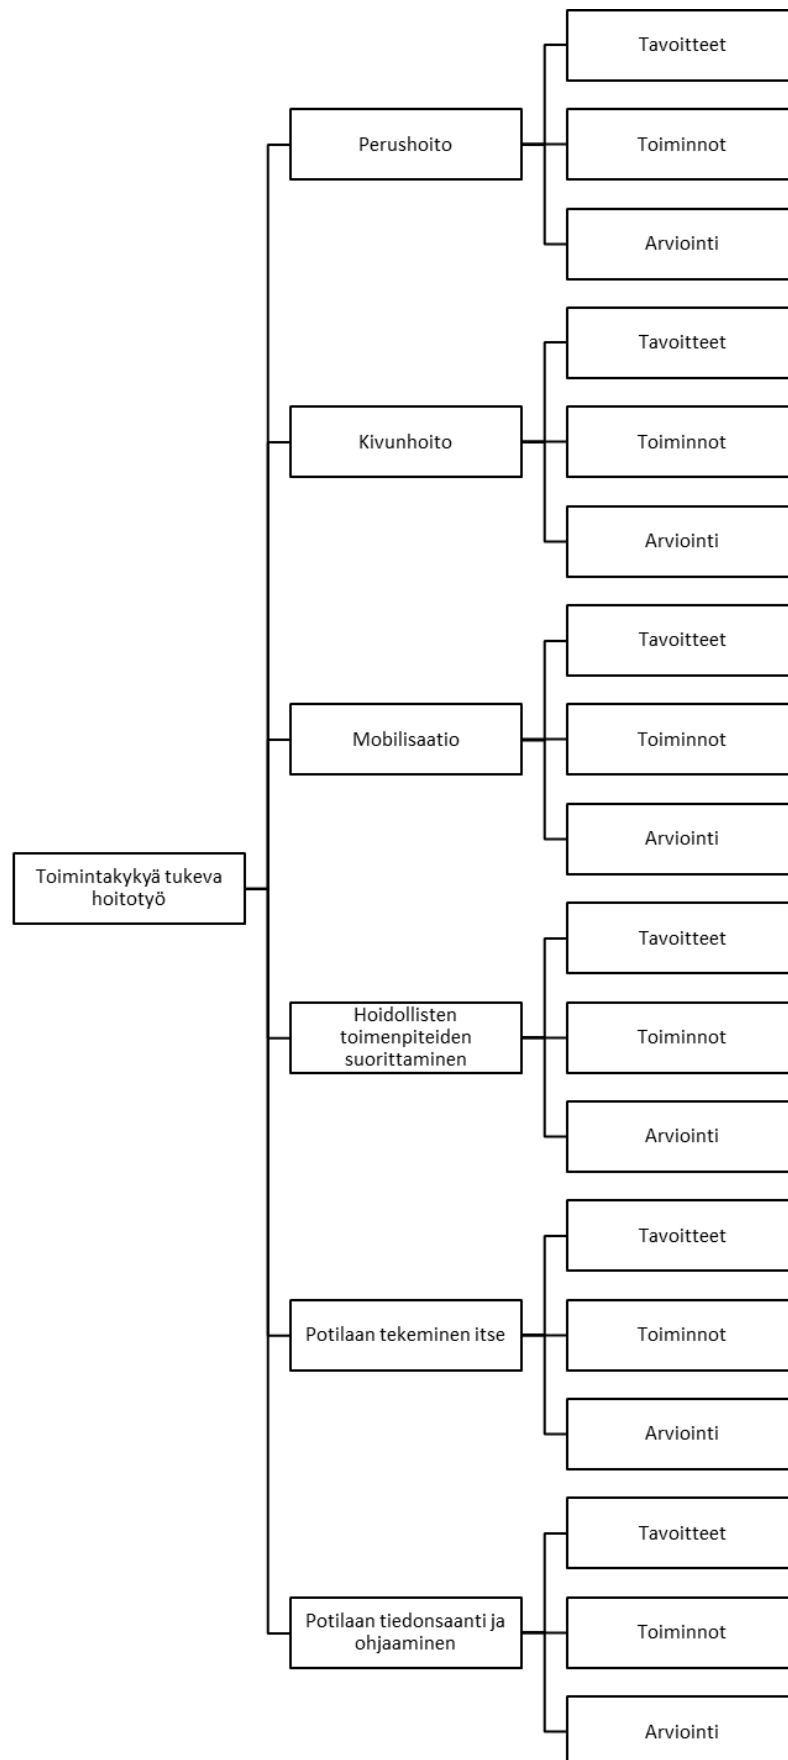 Toimintakykyä tukeva
hoitotyö
Perushoito
Tavoitteet
Toiminnot
Arviointi
Kivunhoito
Tavoitteet
Toiminnot
Arviointi
Mobilisaatio
Tavoitteet
Toiminnot
Arviointi
Hoidollisten
toimenpiteiden
suorittaminen
Tavoitteet
Toiminnot
Arviointi
Potilaan tekeminen itse
Tavoitteet
Toiminnot
Arviointi
Potilaan tiedonsaanti ja
ohjaaminen
Tavoitteet
Toiminnot
Arviointi